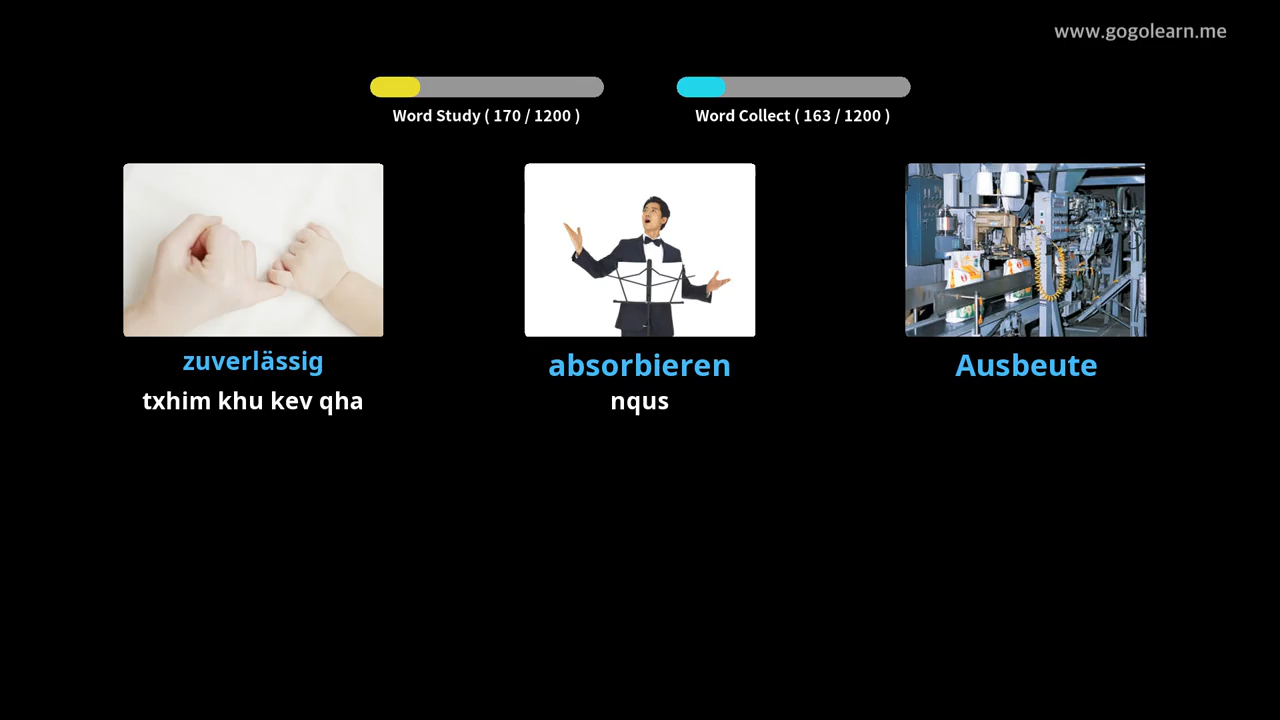 www.gogolearn.me
Word Study ( 170 / 1200 )
Word Collect ( 163 / 1200 )
zuverlässig
absorbieren
Ausbeute
txhim khu kev qha
nqus